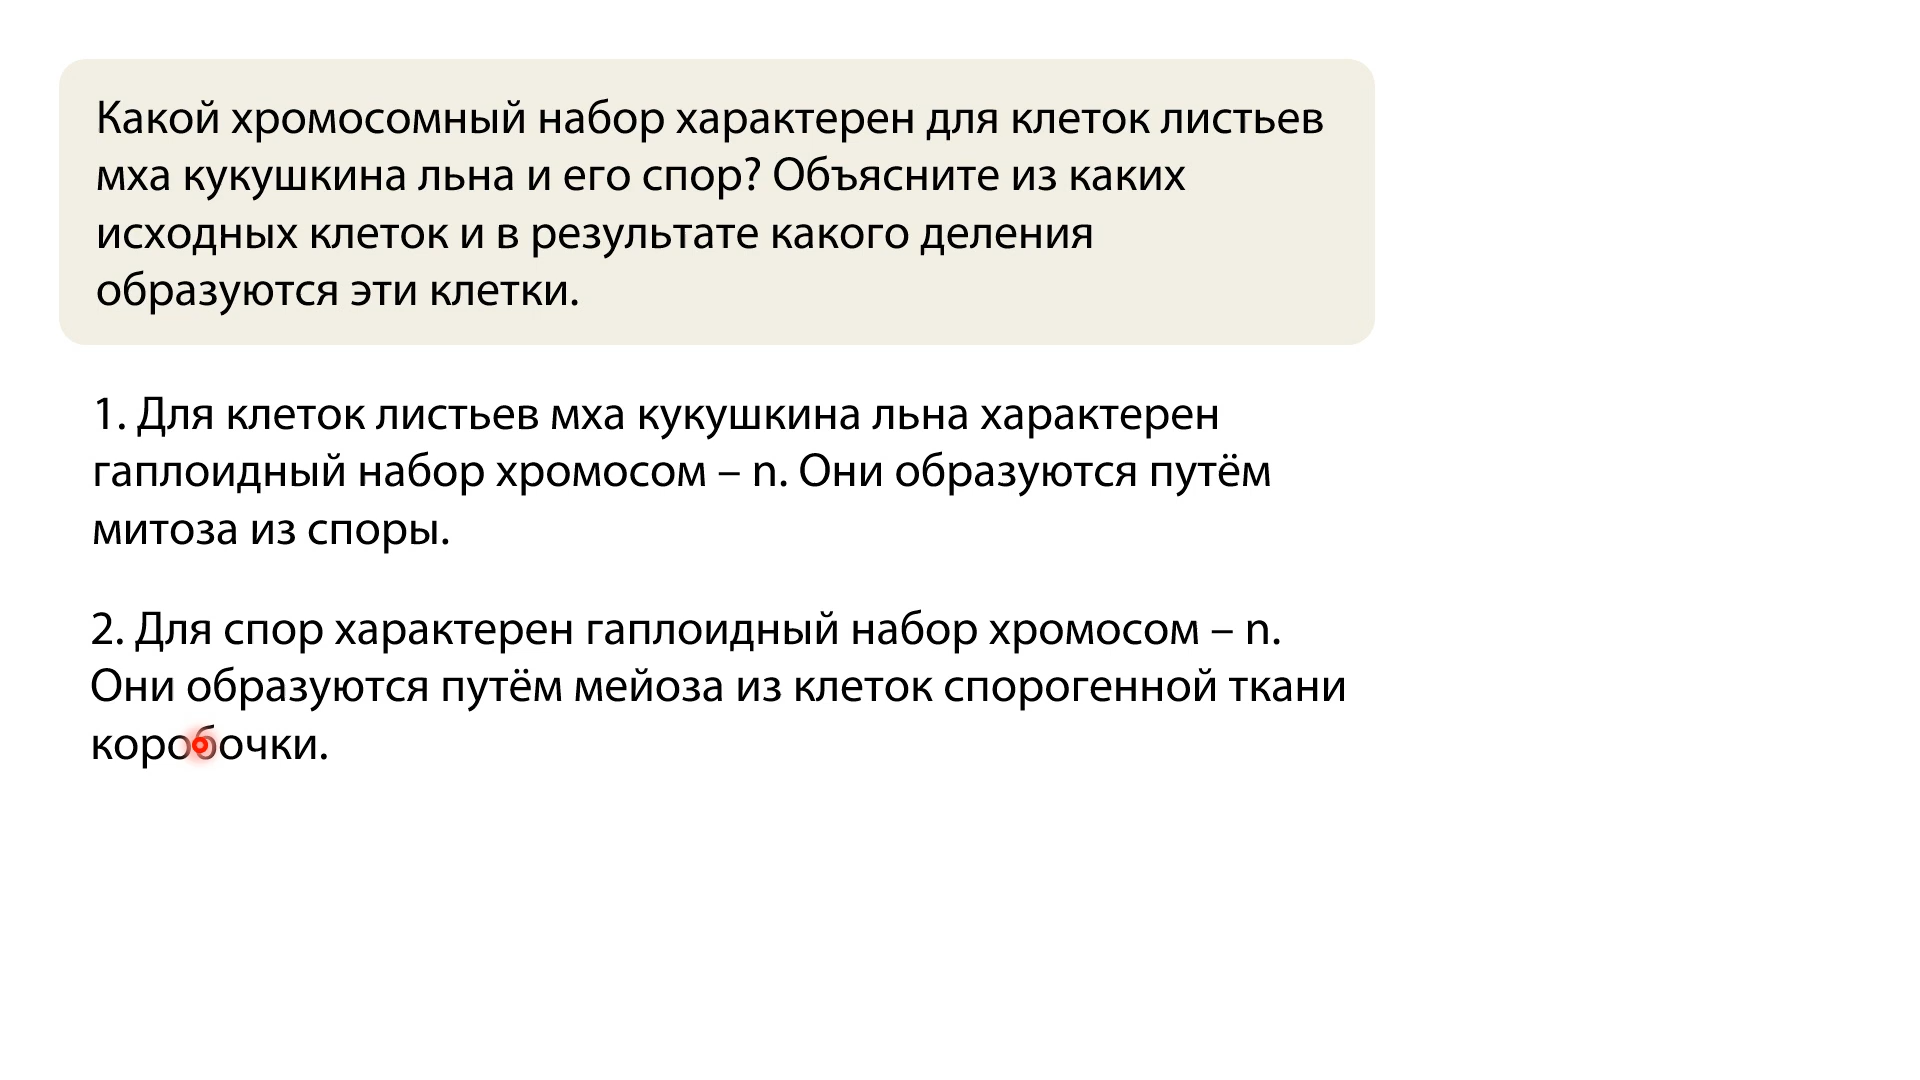 Какой хромосомный набор характерен для клеток листьев
мха кукушкина льна и его спор? Объясните из каких
исходных клеток и в результате какого деления
образуются эти клетки.
1. Для клеток листьев мха кукушкина льна характерен
гаплоидный набор хромосом – n. Они образуются путём
митоза из споры.
2. Для спор характерен гаплоидный набор хромосом – n.
Они образуются путём мейоза из клеток спорогенной ткани
коробочки.